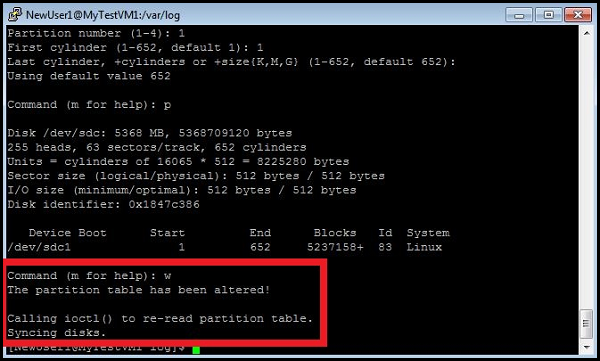 NewUser1@MyTestVM1:/var/log
Partition number (1-4): 1
First cylinder (1-652, default 1): 1
Last cylinder, +cylinders or +size{K,M,G} (1-652, default 652):
Using default value 652
Command (m for help): p
Disk /dev/sdc: 5368 MB, 5368709120 bytes
255 heads, 63 sectors/track, 652 cylinders
Units = cylinders of 16065 * 512 = 8225280 bytes
Sector size (logical/physical): 512 bytes / 512 bytes
I/O size (minimum/optimal): 512 bytes / 512 bytes
Disk identifier: 0x1847c386
Device Boot Start End Blocks Id System
/dev/sdc1 1 652 5237158+ 83 Linux
Command (m for help): w
The partition table has been altered!
Calling ioctl() to re-read partition table.
Syncing disks.
[NewUser1@MyTestVM1 log]$